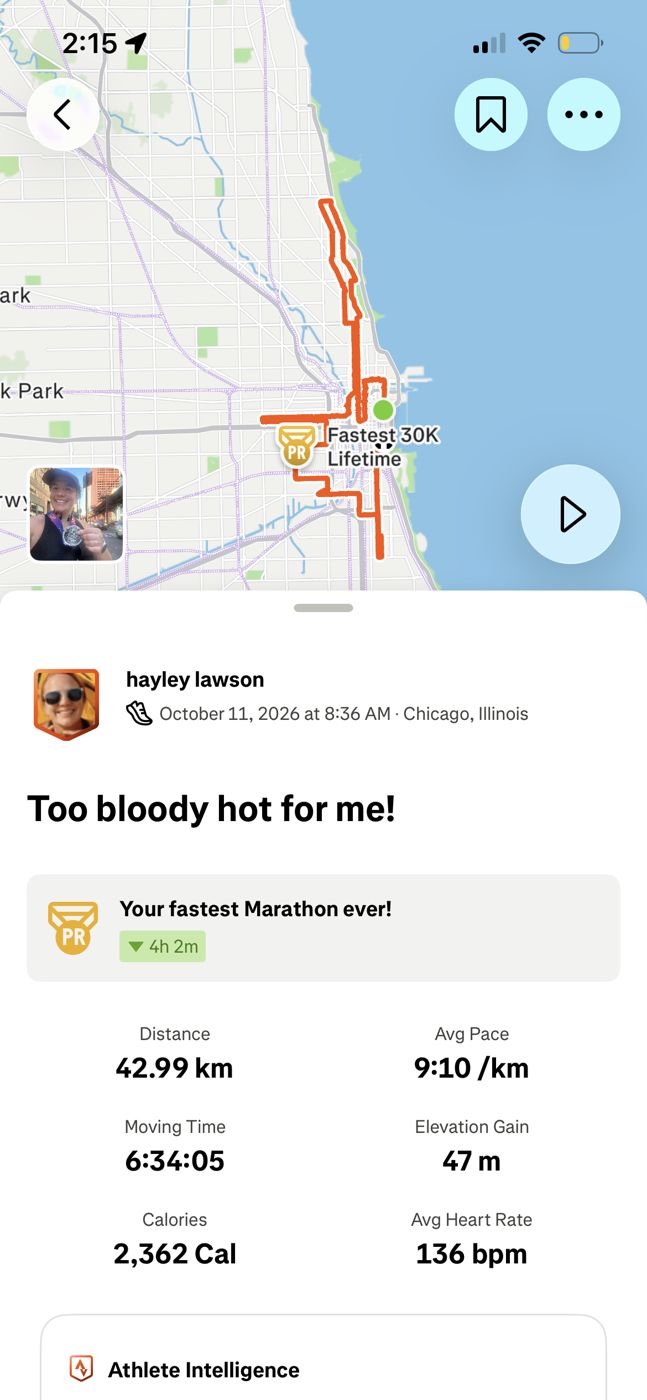 2:15
ark
k Park
Fastest 30K
Lifetime
PR
rwy
hayley lawson
October 11, 2026 at 8:36 AM · Chicago, Illinois
Too bloody hot for me!
PR
Your fastest Marathon ever!
4h 2m
Distance
Avg Pace
42.99 km
9:10 /km
Moving Time
Elevation Gain
6:34:05
47 m
Calories
Avg Heart Rate
2,362 Cal
136 bpm
Athlete Intelligence